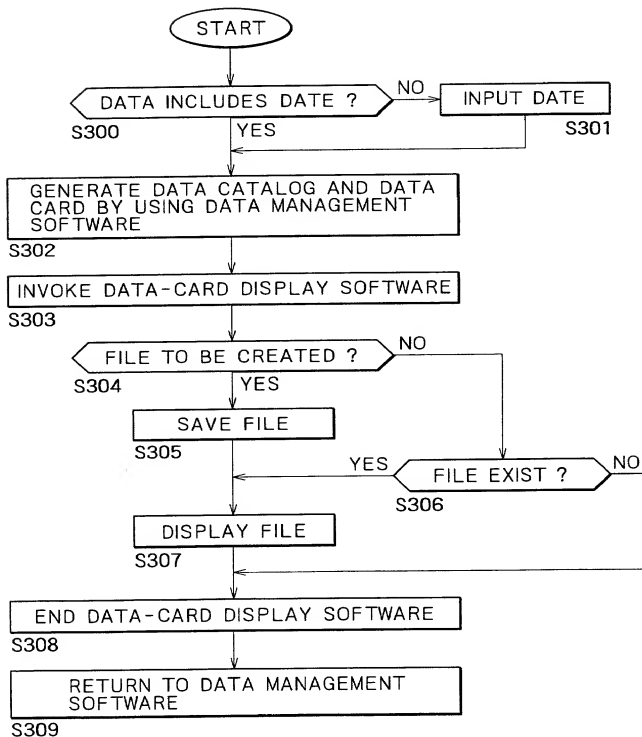 START
DATA INCLUDES DATE ?
NO
INPUT DATE
S300
YES
S301
GENERATE DATA CATALOG AND DATA
CARD BY USING DATA MANAGEMENT
SOFTWARE
S302
INVOKE DATA-CARD DISPLAY SOFTWARE
S303
FILE TO BE CREATED ?
NO
S304
YES
SAVE FILE
S305
YES
FILE EXIST ?
NO
S306
DISPLAY FILE
S307
END DATA-CARD DISPLAY SOFTWARE
S308
RETURN TO DATA MANAGEMENT
SOFTWARE
S309